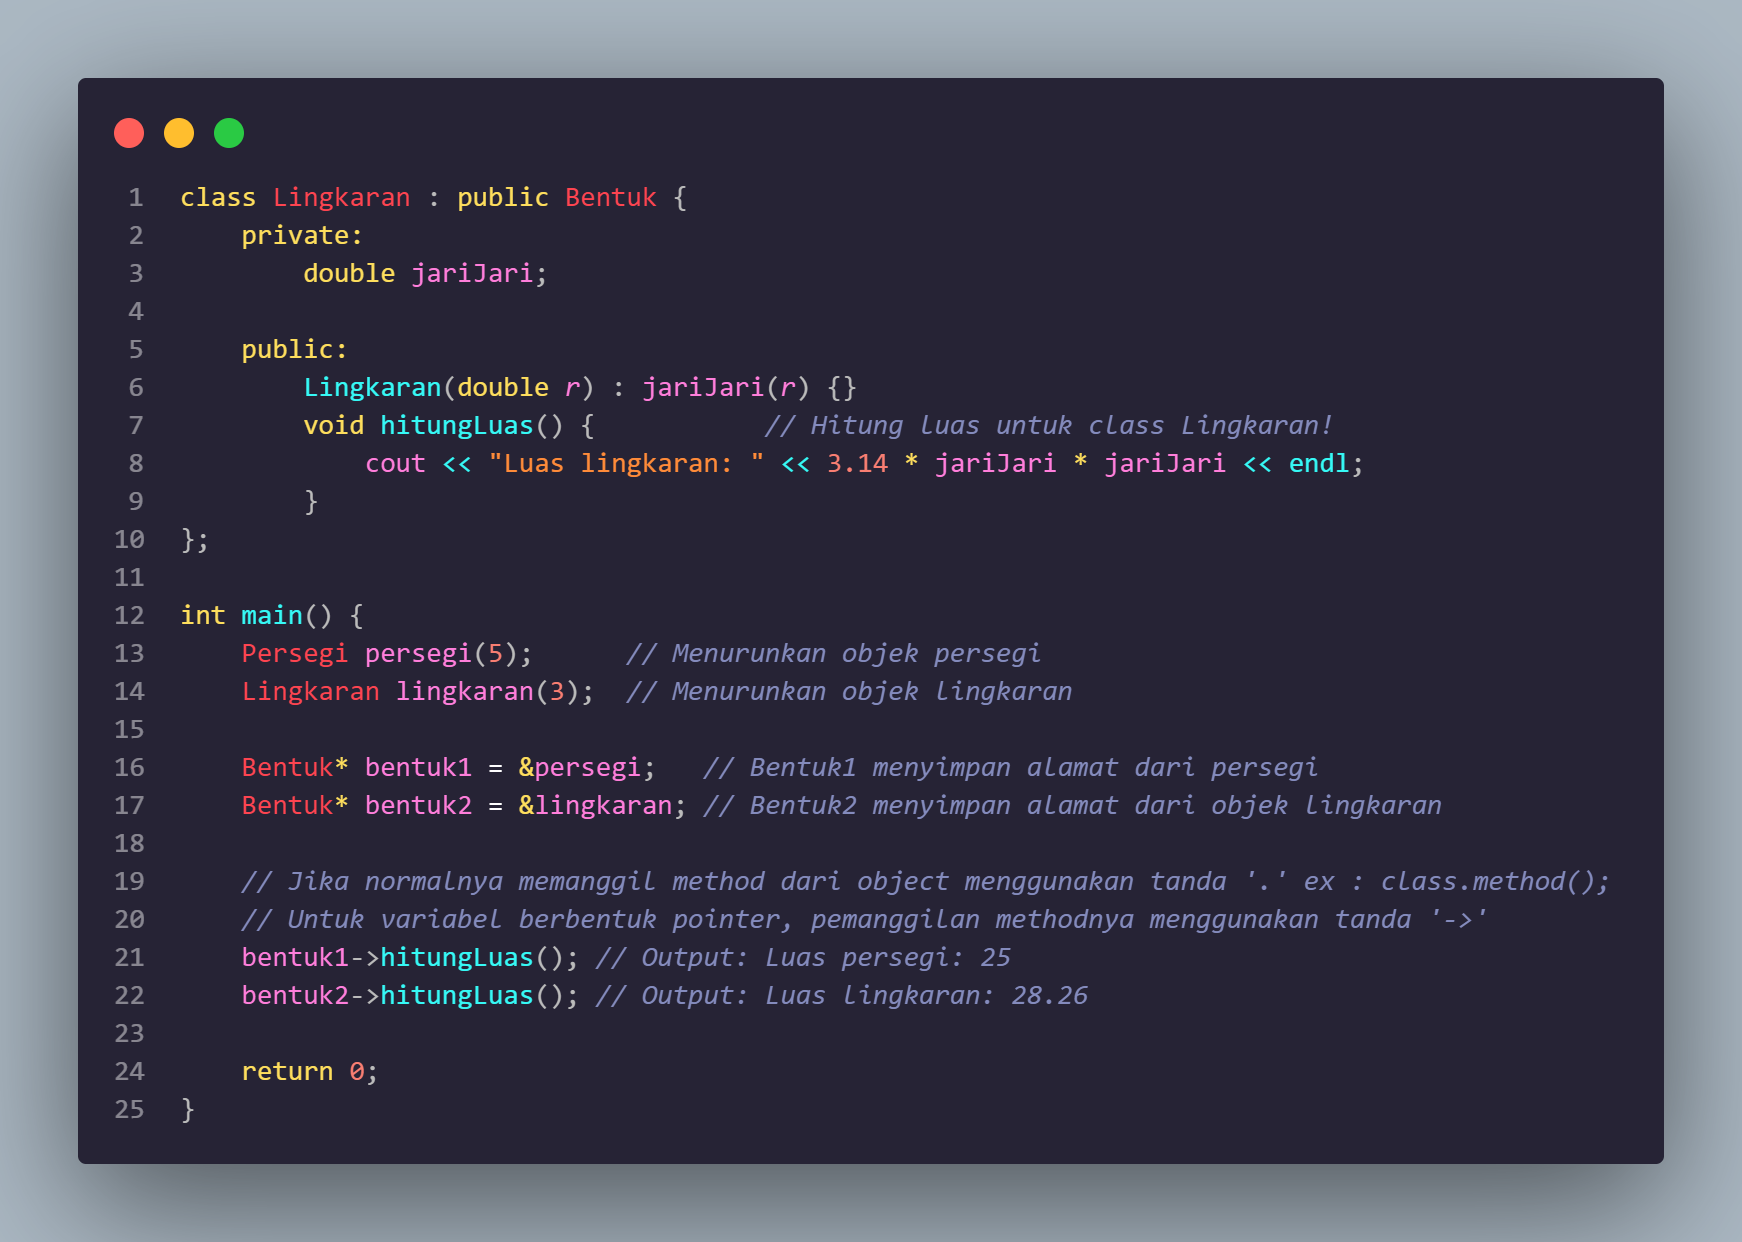 1 class Lingkaran : public Bentuk {
2     private:
3         double jariJari;
4
5     public:
6         Lingkaran(double r) : jariJari(r) {}
7         void hitungLuas() {           // Hitung luas untuk class Lingkaran!
8             cout << "Luas lingkaran: " << 3.14 * jariJari * jariJari << endl;
9         }
10 };
11
12 int main() {
13     Persegi persegi(5);      // Menurunkan objek persegi
14     Lingkaran lingkaran(3);  // Menurunkan objek lingkaran
15
16     Bentuk* bentuk1 = &persegi;   // Bentuk1 menyimpan alamat dari persegi
17     Bentuk* bentuk2 = &lingkaran; // Bentuk2 menyimpan alamat dari objek lingkaran
18
19     // Jika normalnya memanggil method dari object menggunakan tanda '.' ex : class.method();
20     // Untuk variabel berbentuk pointer, pemanggilan methodnya menggunakan tanda '->'
21     bentuk1->hitungLuas(); // Output: Luas persegi: 25
22     bentuk2->hitungLuas(); // Output: Luas lingkaran: 28.26
23
24     return 0;
25 }